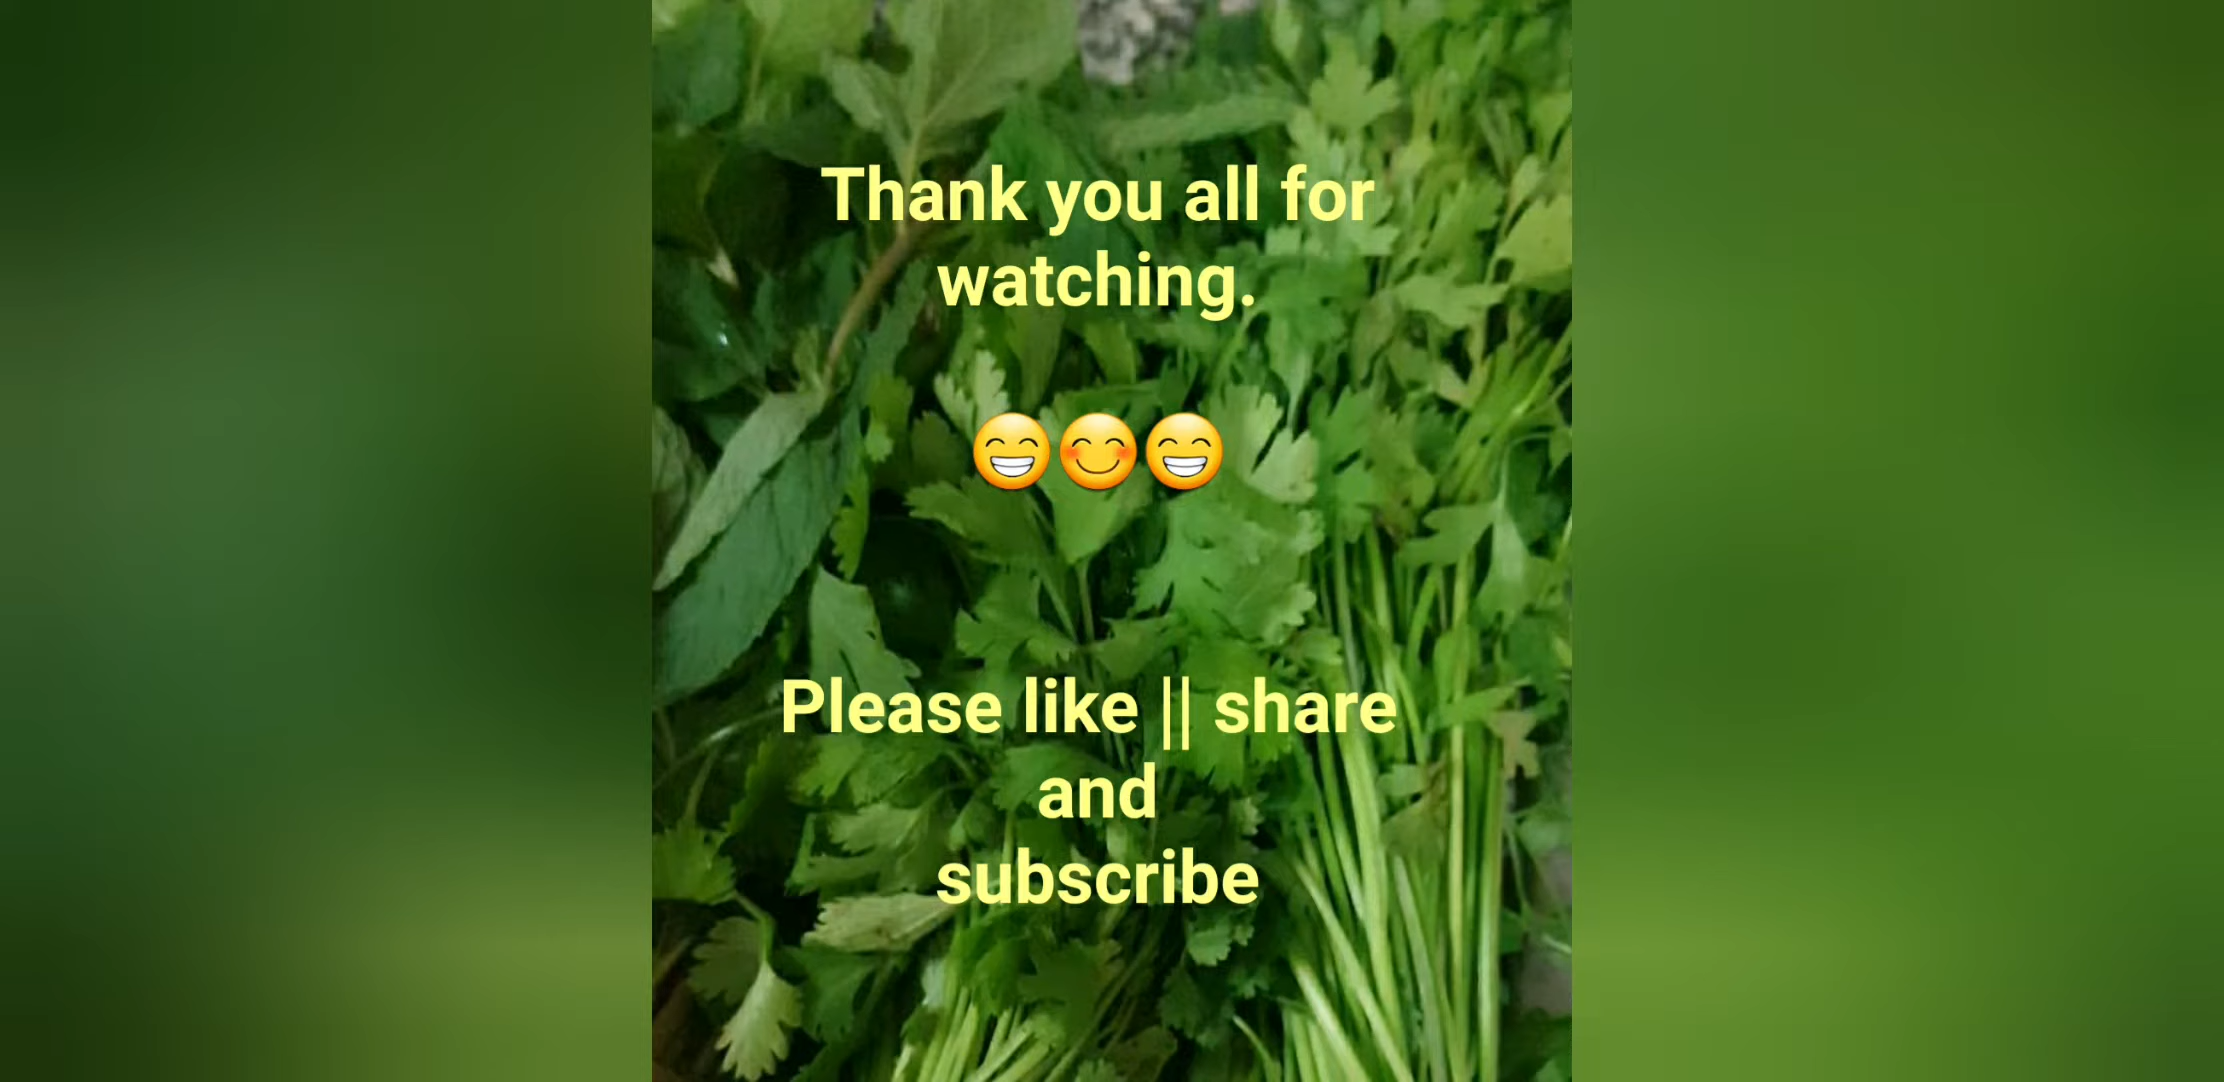 Thank you all for
watching.
😁😊😁
Please like || share
and
subscribe